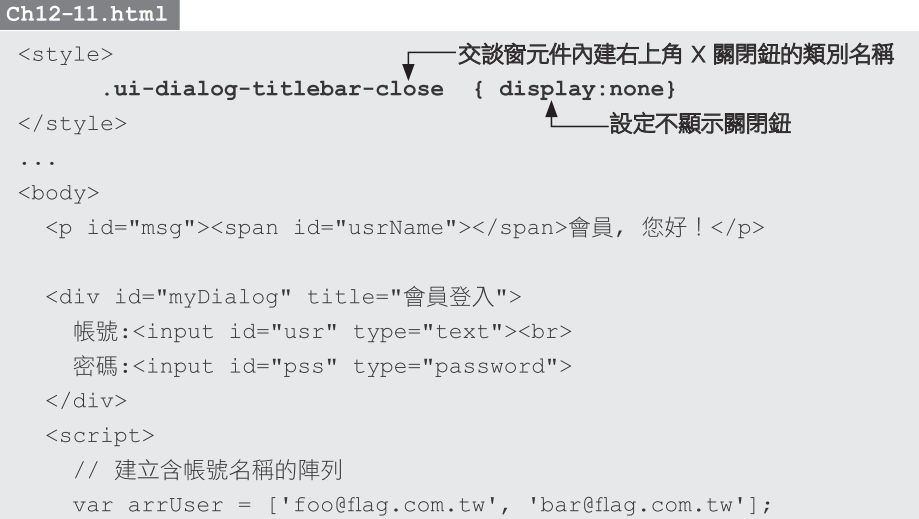 Ch12-11.html
<style>
交談窗元件內建右上角 X 關閉鈕的類別名稱
.ui-dialog-titlebar-close { display:none}
</style>
設定不顯示關閉鈕
...
<body>
<p id="msg"><span id="usrName"></span>會員, 您好！</p>
<div id="myDialog" title="會員登入">
帳號:<input id="usr" type="text"><br>
密碼:<input id="pss" type="password">
</div>
<script>
// 建立含帳號名稱的陣列
var arrUser = ['foo@flag.com.tw', 'bar@flag.com.tw'];